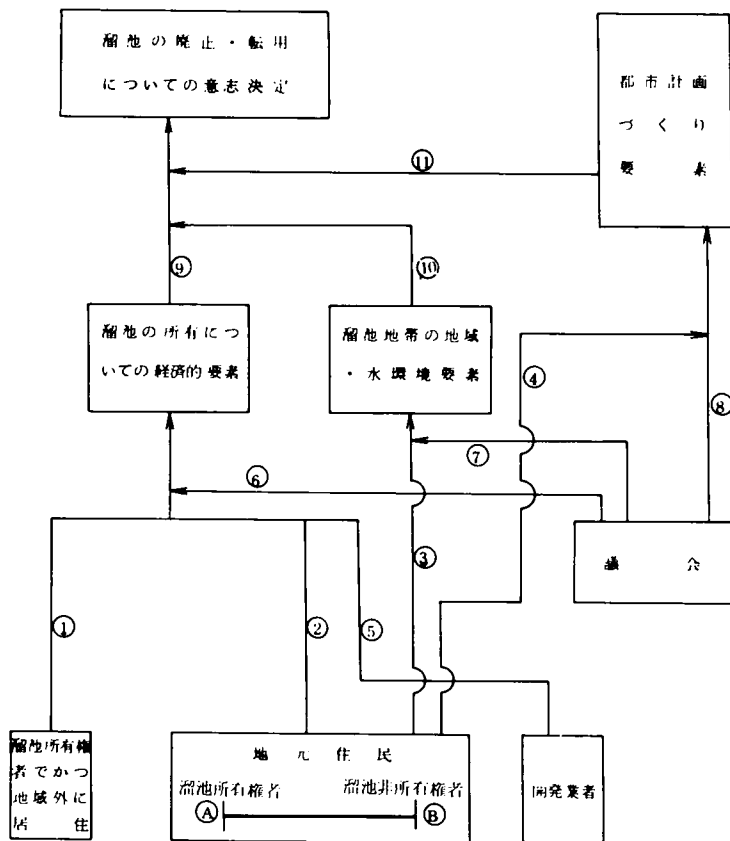 溜池の廃止・転用
についての意志決定
都市計画
づくり
要素
⑪
⑨
⑩
溜池の所有につ
いての経済的要素
溜池地帯の地域
・水環境要素
④
⑧
⑦
⑥
③
議会
①
②
⑤
溜池所有権
者でかつ
地域外に
居住
地元住民
溜池所有権者
溜池非所有権者
Ⓐ
Ⓑ
開発業者